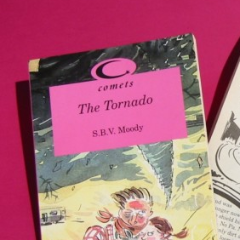 comets
The Tornado
S.B.V. Moody